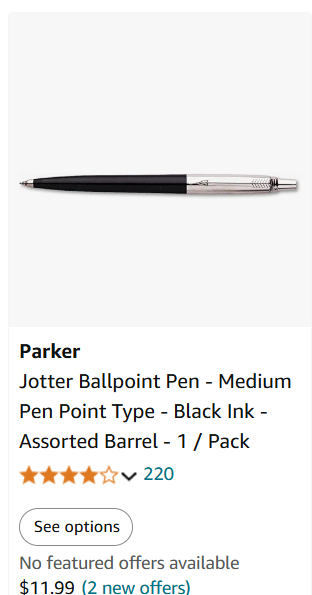 Parker
Jotter Ballpoint Pen - Medium
Pen Point Type - Black Ink -
Assorted Barrel - 1 / Pack
220
See options
No featured offers available
$11.99 (2 new offers)